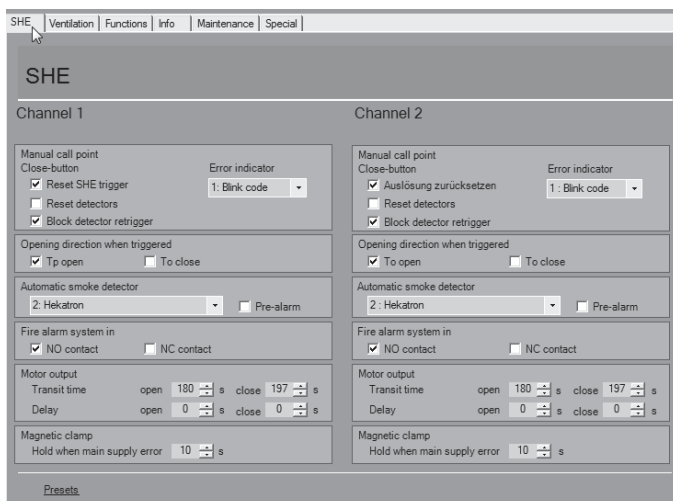 SHE Ventilation Functions Info Maintenance Special
SHE
Channel 1
Manual call point
Close-button Error indicator
Reset SHE trigger 1: Blink code
Reset detectors
Block detector retrigger
Opening direction when triggered
Tp open To close
Automatic smoke detector
2: Hekatron Pre-alarm
Fire alarm system in
NO contact NC contact
Motor output
Transit time open 180 s close 197 s
Delay open 0 s close 0 s
Magnetic clamp
Hold when main supply error 10 s
Channel 2
Manual call point
Close-button Error indicator
Auslösung zurücksetzen 1 : Blink code
Reset detectors
Block detector retrigger
Opening direction when triggered
To open To close
Automatic smoke detector
2 : Hekatron Pre-alarm
Fire alarm system in
NO contact NC contact
Motor output
Transit time open 180 s close 197 s
Delay open 0 s close 0 s
Magnetic clamp
Hold when main supply error 10 s
Presets